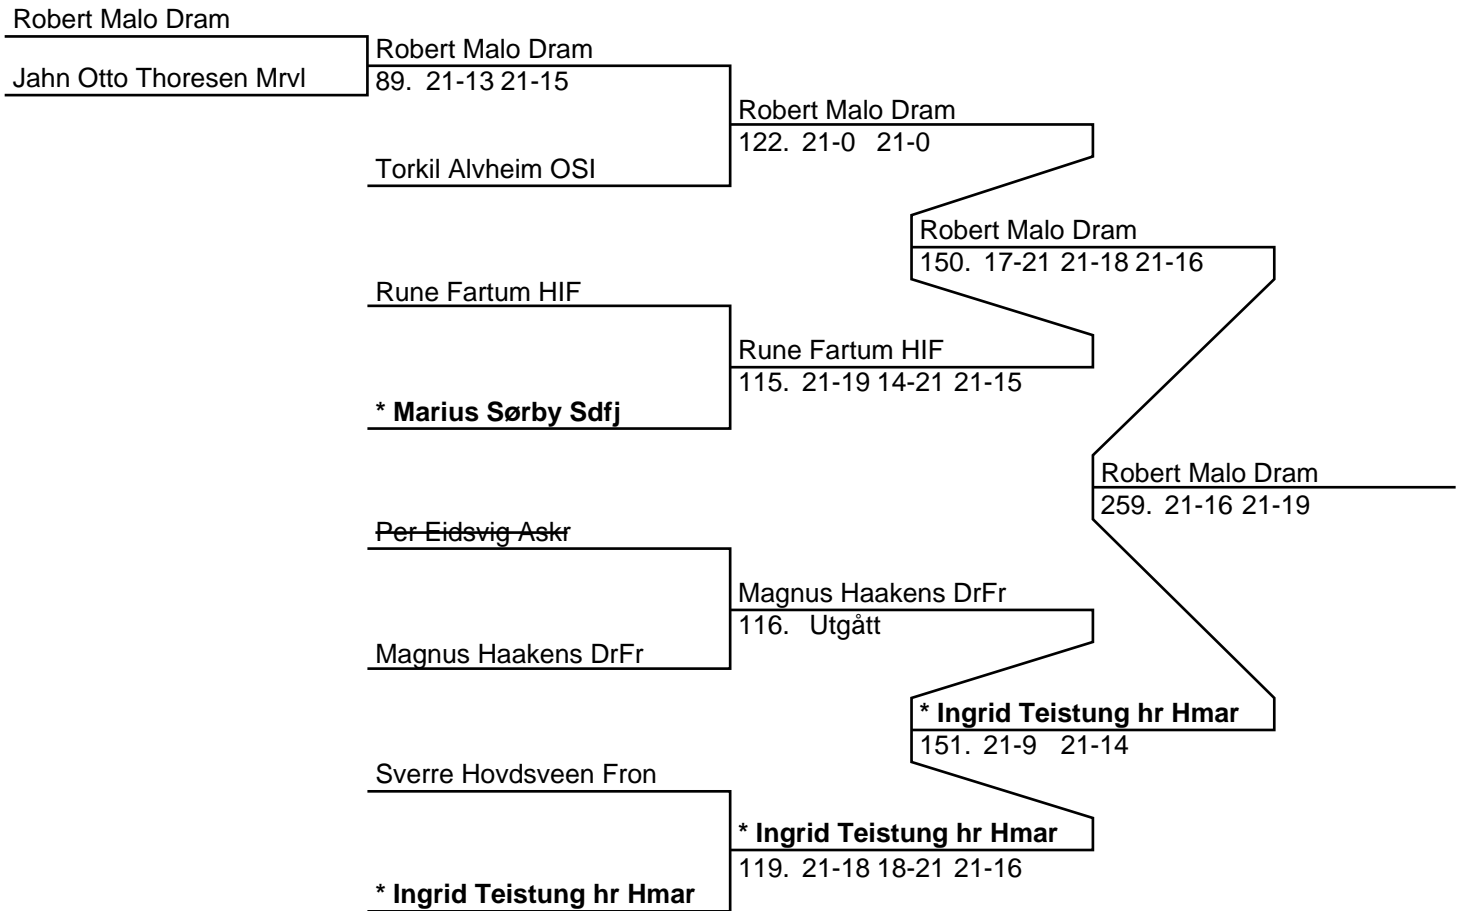 Robert Malo Dram
Jahn Otto Thoresen Mrvl
Robert Malo Dram
89. 21-13 21-15
Torkil Alvheim OSI
Robert Malo Dram
122. 21-0 21-0
Rune Fartum HIF
* Marius Sørby Sdfj
Rune Fartum HIF
115. 21-19 14-21 21-15
Robert Malo Dram
150. 17-21 21-18 21-16
Per Eidsvig Askr
Magnus Haakens DrFr
Magnus Haakens DrFr
116. Utgått
Sverre Hovdsveen Fron
* Ingrid Teistung hr Hmar
* Ingrid Teistung hr Hmar
119. 21-18 18-21 21-16
* Ingrid Teistung hr Hmar
151. 21-9 21-14
Robert Malo Dram
259. 21-16 21-19